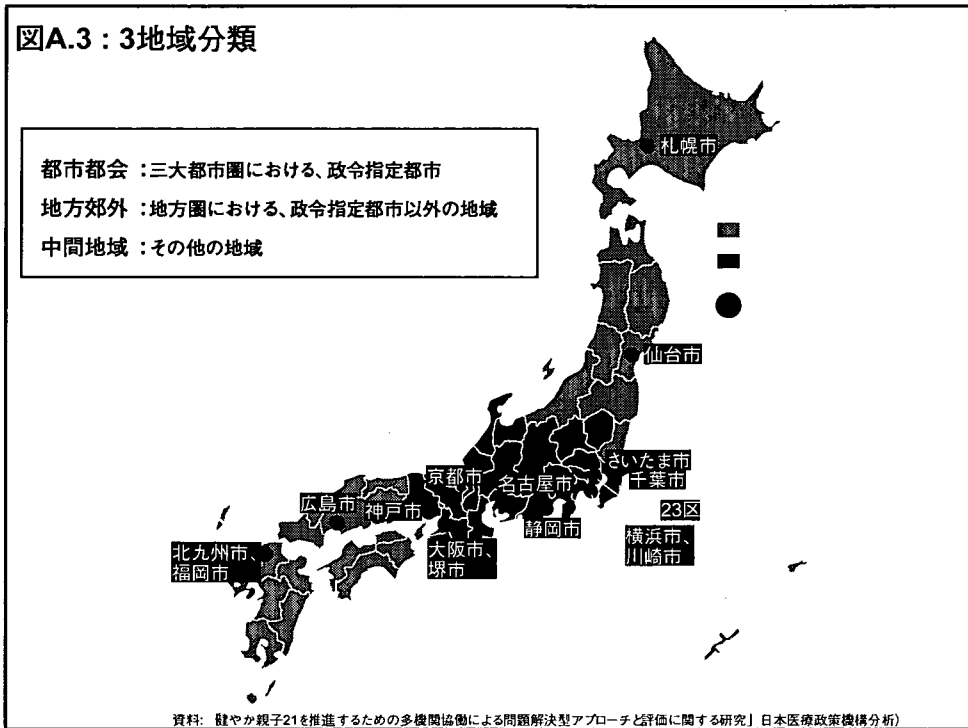 図A.3：3地域分類
都市都会：三大都市圏における、政令指定都市
地方郊外：地方圏における、政令指定都市以外の地域
中間地域：その他の地域
札幌市
仙台市
さいたま市
千葉市
京都市
名古屋市
23区
広島市
神戸市
静岡市
横浜市、
川崎市
北九州市、
福岡市
大阪市、
堺市
資料： 健やか親子21を推進するための多機関協働による問題解決型アプローチと評価に関する研究」日本医療政策機構分析）